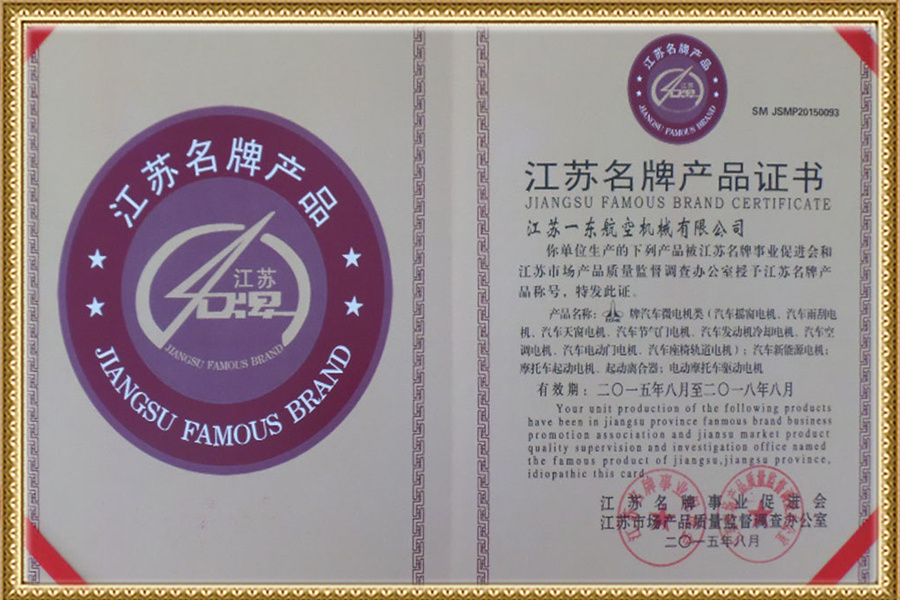 江苏名牌产品
江苏
JIANGSU FAMOUS BRAND
JIANGSU FAMOUS BRAND
江苏名牌产品
江苏
JIANGSU FAMOUS BRAND
SM JSMP20150093
江苏名牌产品证书
JIANGSU FAMOUS BRAND CERTIFICATE
江苏一东航空机械有限公司
你单位生产的下列产品被江苏名牌事业促进会和
江苏市场产品质量监督调查办公室授予江苏名牌产
品称号，特发此证。
产品名称： 牌汽车微电机类（汽车摇窗电机、汽车雨刮电
机、汽车天窗电机、汽车节气门电机、汽车发动机冷却电机、汽车空
调电机、汽车电动门电机、汽车座椅轨道电机）；汽车新能源电机；
摩托车起动电机、起动离合器；电动摩托车驱动电机
有效期：二〇一五年八月至二〇一八年八月
Your unit production of the following products
have been in jiangsu province fanmous brand business
promotion association and jiansu market product
quality supervision and investigation office named
the famous product of jiangsu,jiangsu province,
idiopathic this card.
江苏名牌事业促进会
江苏市场产品质量监督调查办公室
二〇一五年八月